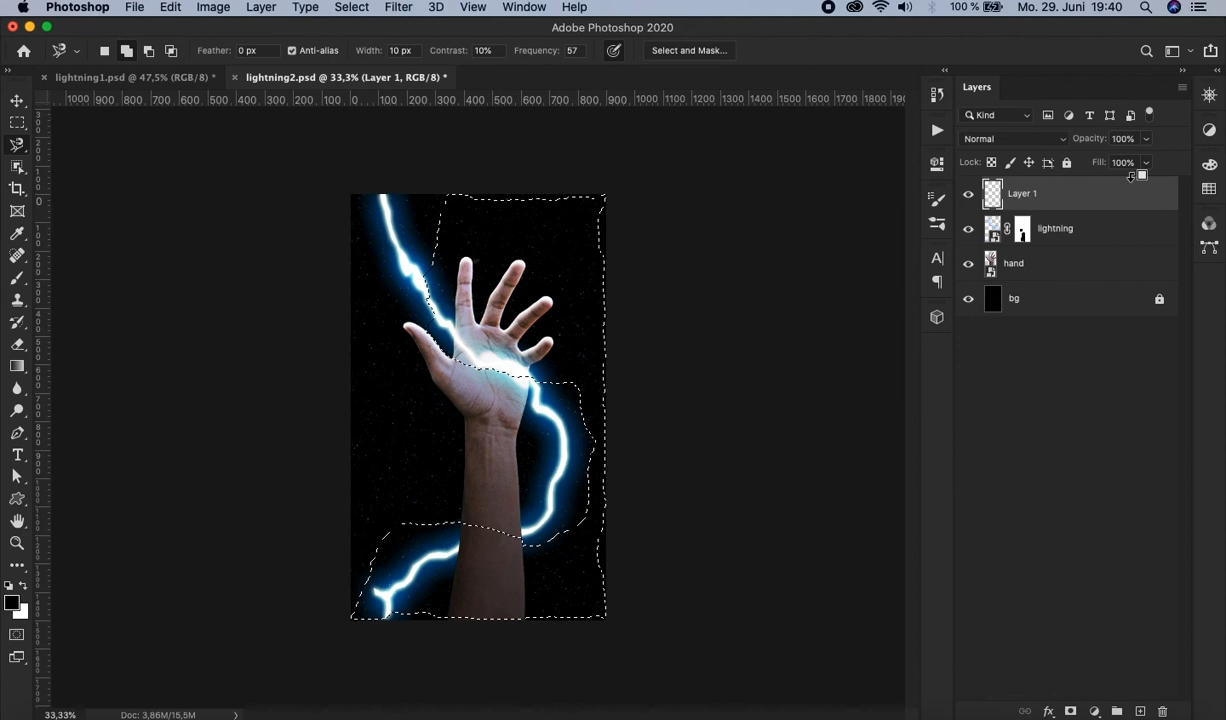 Photoshop File Edit Image Layer Type Select Filter 3D View Window Help 100 % Mo. 29. Juni 19:40
Adobe Photoshop 2020
Feather: 0 px Anti-alias Width: 10 px Contrast: 10% Frequency: 57 Select and Mask...
lightning1.psd @ 47,5% (RGB/8) * lightning2.psd @ 33,3% (Layer 1, RGB/8) *
1000 900 800 700 600 500 400 300 200 100 0 100 200 300 400 500 600 700 800 900 1000 1100 1200 1300 1400 1500 1600 1700 1800 190
Layers
Kind
Normal Opacity: 100%
Lock: Fill: 100%
Layer 1
lightning
hand
bg
33,33% Doc: 3,86M/15,5M